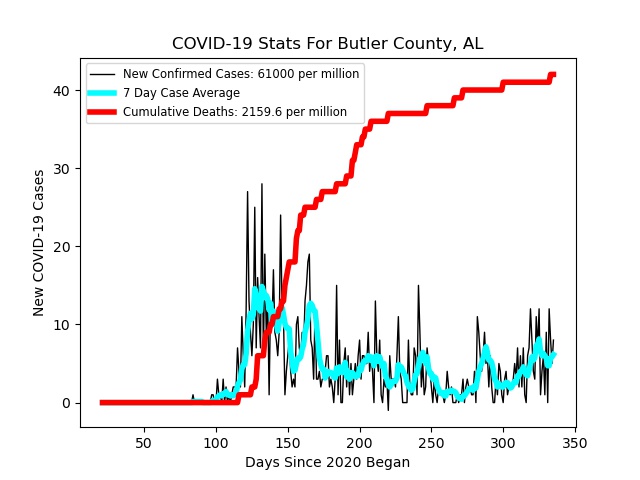 COVID-19 Stats For Butler County, AL
New Confirmed Cases: 61000 per million
7 Day Case Average
Cumulative Deaths: 2159.6 per million
New COVID-19 Cases
40
30
20
10
0
50 100 150 200 250 300 350
Days Since 2020 Began